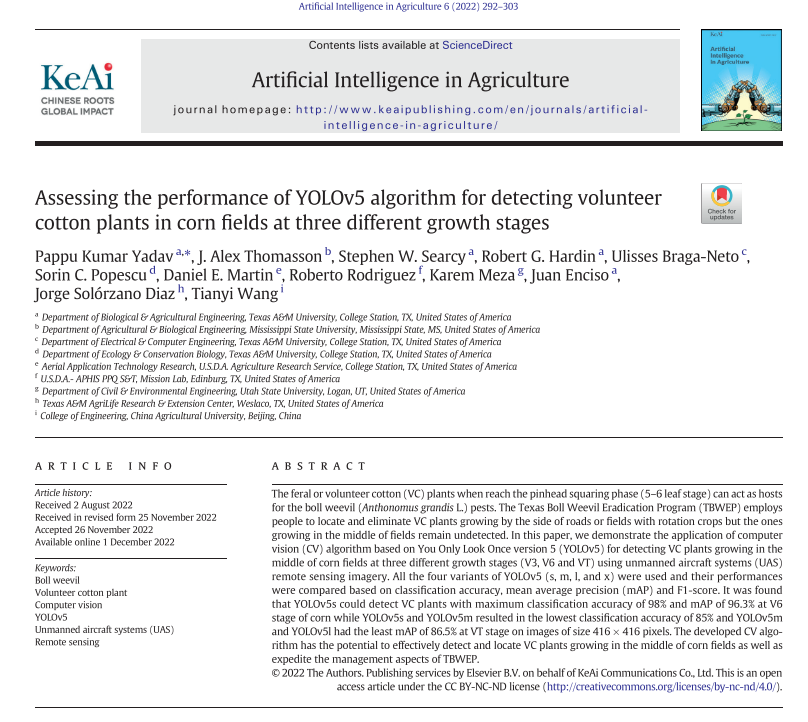 Artificial Intelligence in Agriculture 6 (2022) 292–303
KeAi
CHINESE ROOTS
GLOBAL IMPACT
Contents lists available at ScienceDirect
Artificial Intelligence in Agriculture
journal homepage: http://www.keaipublishing.com/en/journals/artificial-
intelligence-in-agriculture/
Artificial
Intelligence
in Agriculture
Assessing the performance of YOLOv5 algorithm for detecting volunteer
cotton plants in corn fields at three different growth stages
Check for
updates
Pappu Kumar Yadav a,*, J. Alex Thomasson b, Stephen W. Searcy a, Robert G. Hardin a, Ulisses Braga-Neto c,
Sorin C. Popescu d, Daniel E. Martin e, Roberto Rodriguez f, Karem Meza g, Juan Enciso a,
Jorge Solórzano Diaz h, Tianyi Wang i
a Department of Biological & Agricultural Engineering, Texas A&M University, College Station, TX, United States of America
b Department of Agricultural & Biological Engineering, Mississippi State University, Mississippi State, MS, United States of America
c Department of Electrical & Computer Engineering, Texas A&M University, College Station, TX, United States of America
d Department of Ecology & Conservation Biology, Texas A&M University, College Station, TX, United States of America
e Aerial Application Technology Research, U.S.D.A. Agriculture Research Service, College Station, TX, United States of America
f U.S.D.A.- APHIS PPQ S&T, Mission Lab, Edinburg, TX, United States of America
g Department of Civil & Environmental Engineering, Utah State University, Logan, UT, United States of America
h Texas A&M AgriLife Research & Extension Center, Weslaco, TX, United States of America
i College of Engineering, China Agricultural University, Beijing, China
ARTICLE INFO
Article history:
Received 2 August 2022
Received in revised form 25 November 2022
Accepted 26 November 2022
Available online 1 December 2022
Keywords:
Boll weevil
Volunteer cotton plant
Computer vision
YOLOv5
Unmanned aircraft systems (UAS)
Remote sensing
ABSTRACT
The feral or volunteer cotton (VC) plants when reach the pinhead squaring phase (5–6 leaf stage) can act as hosts
for the boll weevil (Anthonomus grandis L.) pests. The Texas Boll Weevil Eradication Program (TBWEP) employs
people to locate and eliminate VC plants growing by the side of roads or fields with rotation crops but the ones
growing in the middle of fields remain undetected. In this paper, we demonstrate the application of computer
vision (CV) algorithm based on You Only Look Once version 5 (YOLOv5) for detecting VC plants growing in the
middle of corn fields at three different growth stages (V3, V6 and VT) using unmanned aircraft systems (UAS)
remote sensing imagery. All the four variants of YOLOv5 (s, m, l, and x) were used and their performances
were compared based on classification accuracy, mean average precision (mAP) and F1-score. It was found
that YOLOv5s could detect VC plants with maximum classification accuracy of 98% and mAP of 96.3% at V6
stage of corn while YOLOv5s and YOLOv5m resulted in the lowest classification accuracy of 85% and YOLOv5m
and YOLOv5l had the least mAP of 86.5% at VT stage on images of size 416 × 416 pixels. The developed CV algo-
rithm has the potential to effectively detect and locate VC plants growing in the middle of corn fields as well as
expedite the management aspects of TBWEP.
© 2022 The Authors. Publishing services by Elsevier B.V. on behalf of KeAi Communications Co., Ltd. This is an open
access article under the CC BY-NC-ND license (http://creativecommons.org/licenses/by-nc-nd/4.0/).